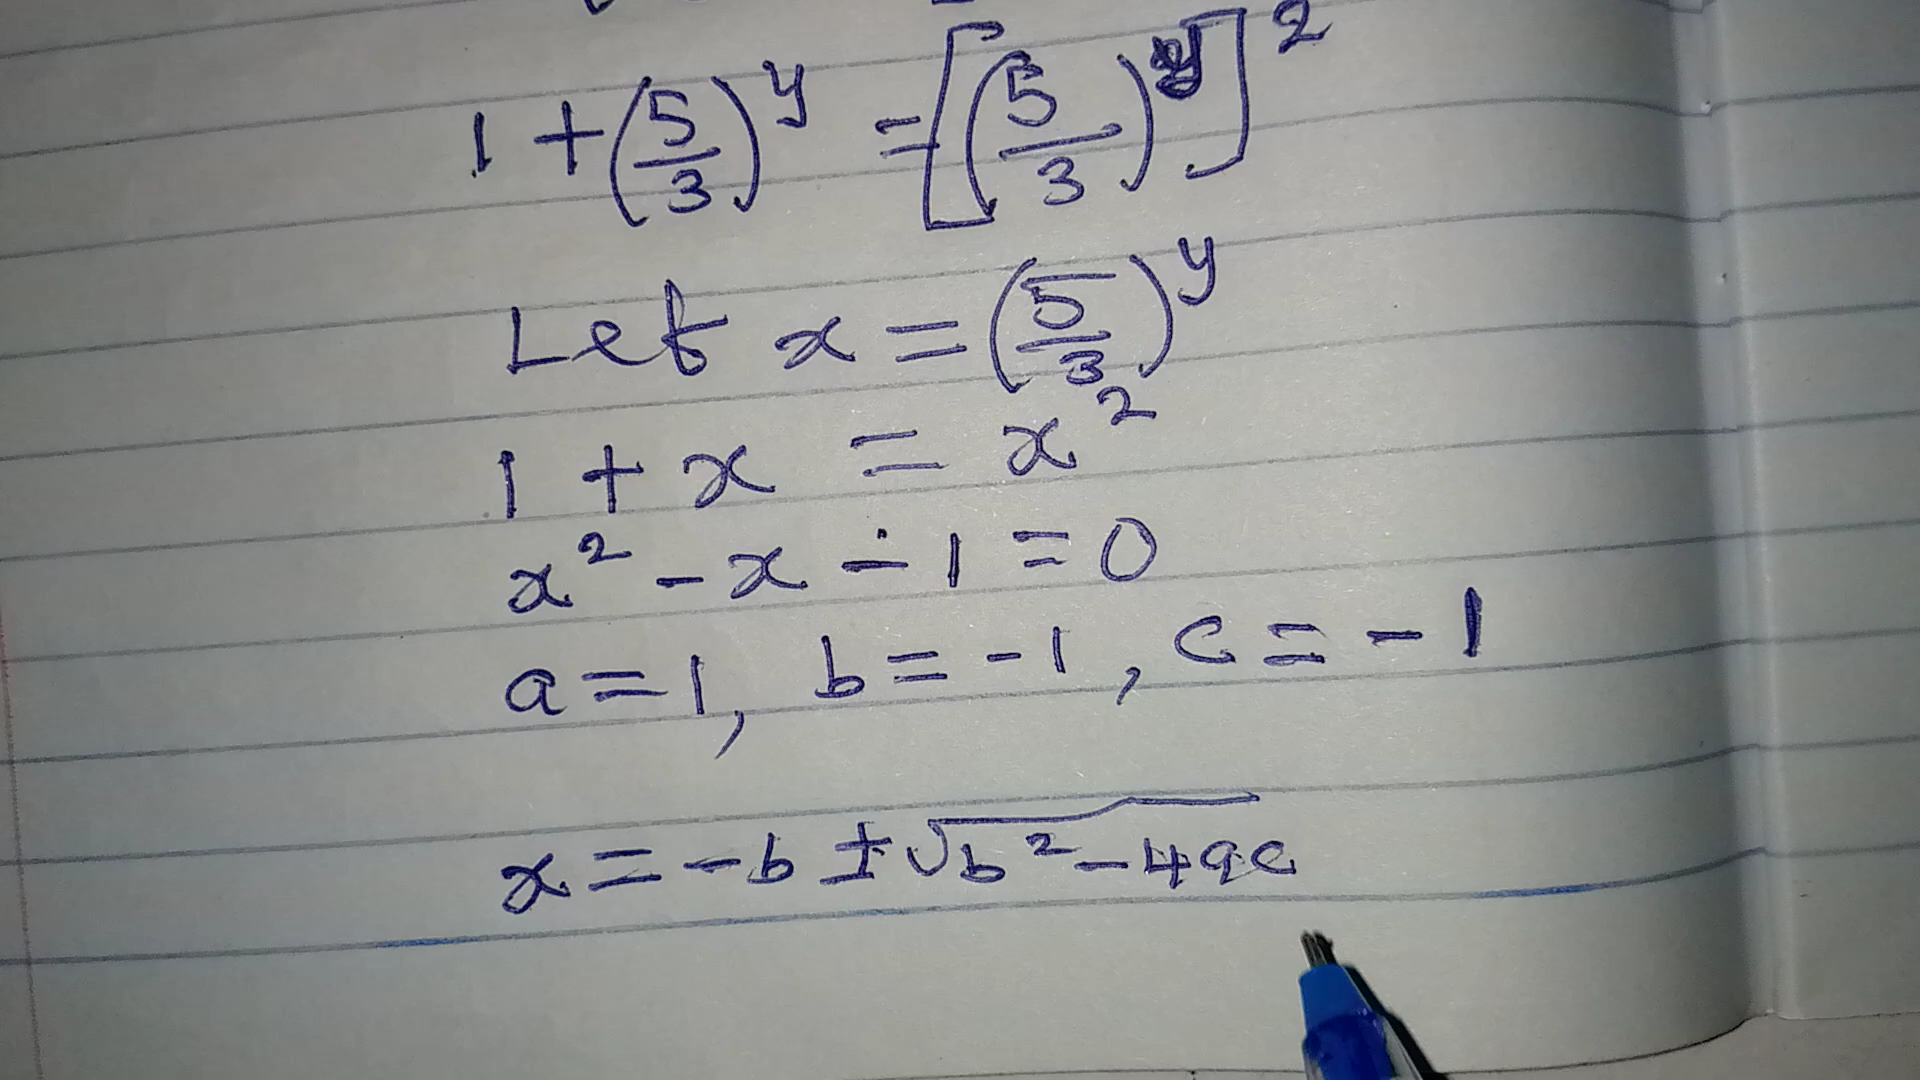 1 + (5/3)^y = [(5/3)^y]^2
Let x = (5/3)^y
1 + x = x^2
x^2 - x - 1 = 0
a = 1, b = -1, c = -1
x = -b ± √b^2 - 4ac